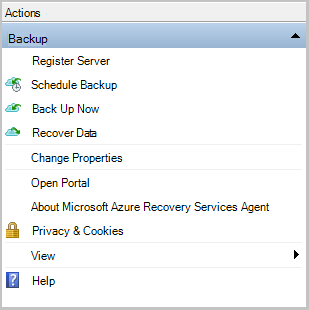 Actions
Backup
Register Server
Schedule Backup
Back Up Now
Recover Data
Change Properties
Open Portal
About Microsoft Azure Recovery Services Agent
Privacy & Cookies
View
Help